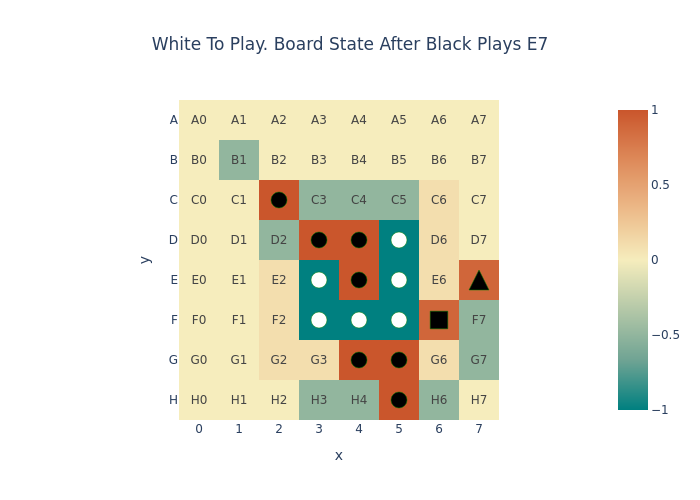 White To Play. Board State After Black Plays E7
A A0 A1 A2 A3 A4 A5 A6 A7 1
B B0 B1 B2 B3 B4 B5 B6 B7
C C0 C1 C3 C4 C5 C6 C7 0.5
D D0 D1 D2 D6 D7
y E E0 E1 E2 E6 0
F F0 F1 F2 F7 −0.5
G G0 G1 G2 G3 G6 G7
H H0 H1 H2 H3 H4 H6 H7 −1
0 1 2 3 4 5 6 7
x